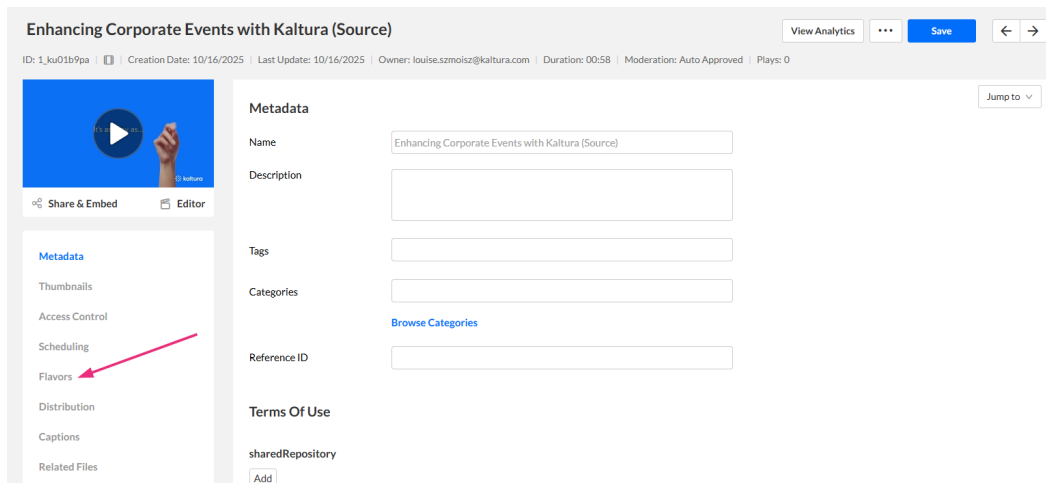 Enhancing Corporate Events with Kaltura (Source)
View Analytics
Save
ID: 1_ku01b9pa | Creation Date: 10/16/2025 | Last Update: 10/16/2025 | Owner: louise.szmoisz@kaltura.com | Duration: 00:58 | Moderation: Auto Approved | Plays: 0
Jump to
It's as as...
kaltura
Share & Embed
Editor
Metadata
Thumbnails
Access Control
Scheduling
Flavors
Distribution
Captions
Related Files
Metadata
Name
Enhancing Corporate Events with Kaltura (Source)
Description
Tags
Categories
Browse Categories
Reference ID
Terms Of Use
sharedRepository
Add